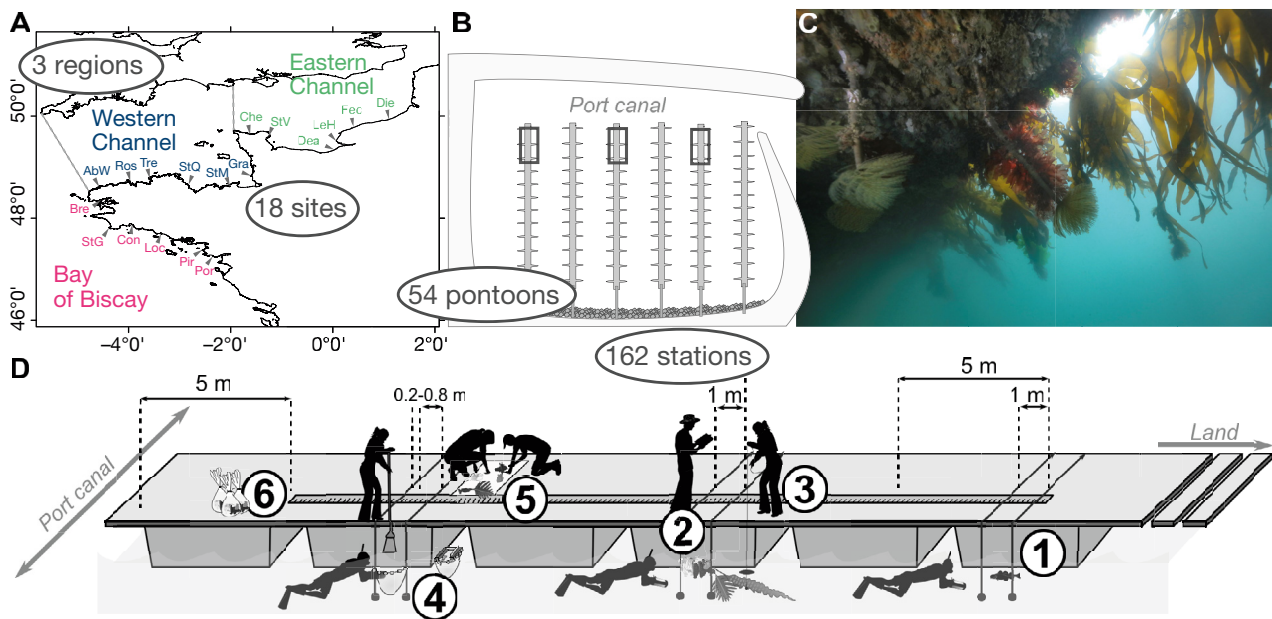 A
3 regions
Eastern
Channel
50°0'
Western
Channel
Che
StV
LeH
Fec
Die
Dea
AbW
Ros
Tre
StQ
StM
Gra
48°0'
18 sites
Bre
StG
Con
Loc
Pir
Por
Bay
of Biscay
46°0'
−4°0'
−2°0'
0°0'
2°0'
B
Port canal
54 pontoons
C
162 stations
D
5 m
0.2-0.8 m
1 m
5 m
1 m
Port canal
Land
6
5
3
2
1
4